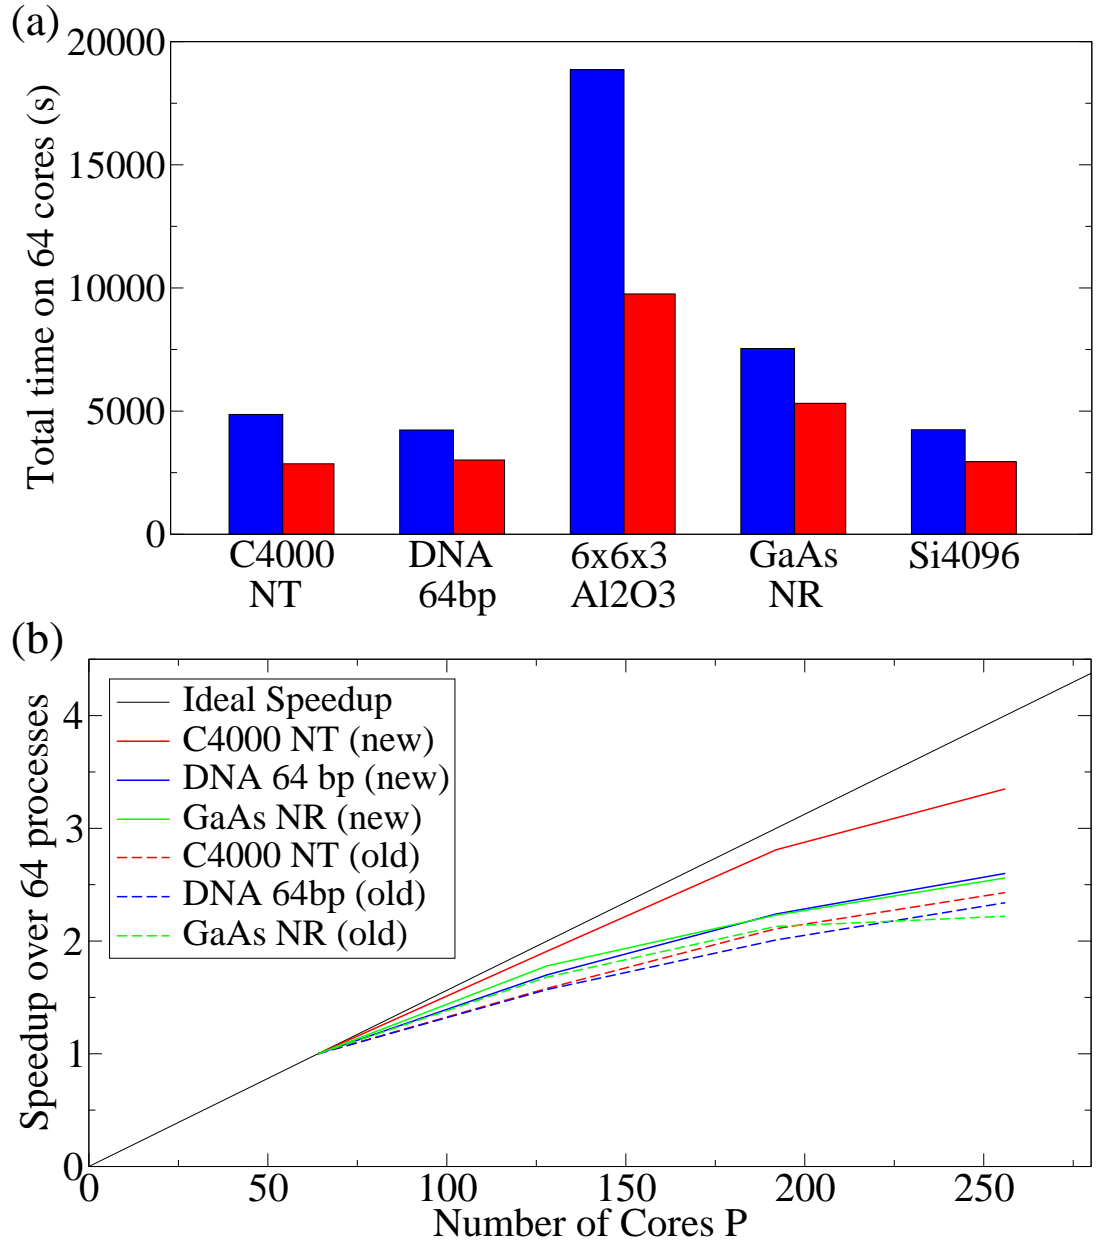 (a)
20000
15000
10000
5000
0
Total time on 64 cores (s)
C4000 NT
DNA 64bp
6x6x3 Al2O3
GaAs NR
Si4096
(b)
4
3
2
1
0
Speedup over 64 processes
Ideal Speedup
C4000 NT (new)
DNA 64 bp (new)
GaAs NR (new)
C4000 NT (old)
DNA 64bp (old)
GaAs NR (old)
0 50 100 150 200 250
Number of Cores P